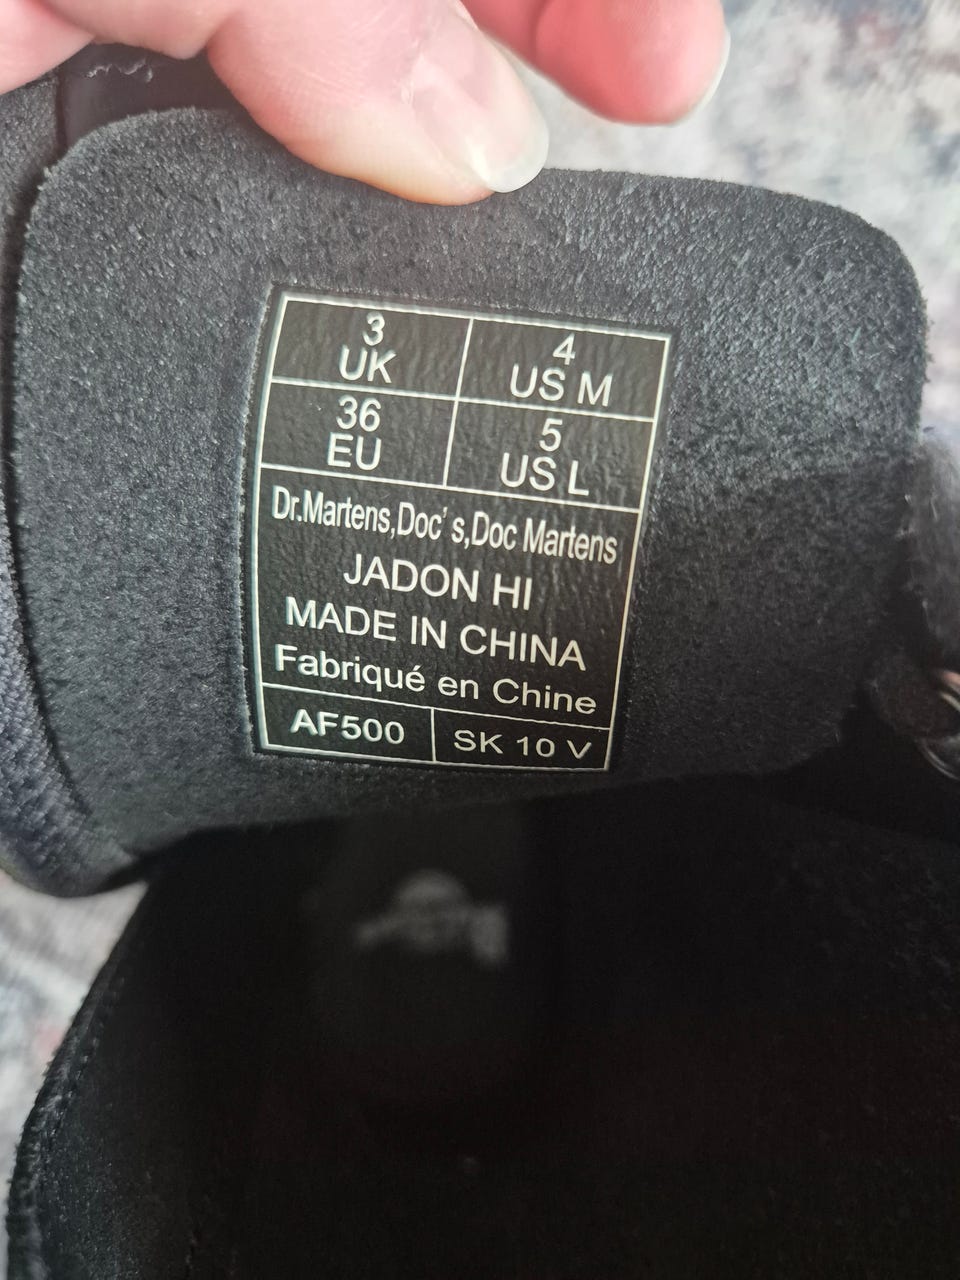 3
UK
4
US M
36
EU
5
US L
Dr.Martens,Doc's,Doc Martens
JADON HI
MADE IN CHINA
Fabriqué en Chine
AF500
SK 10 V